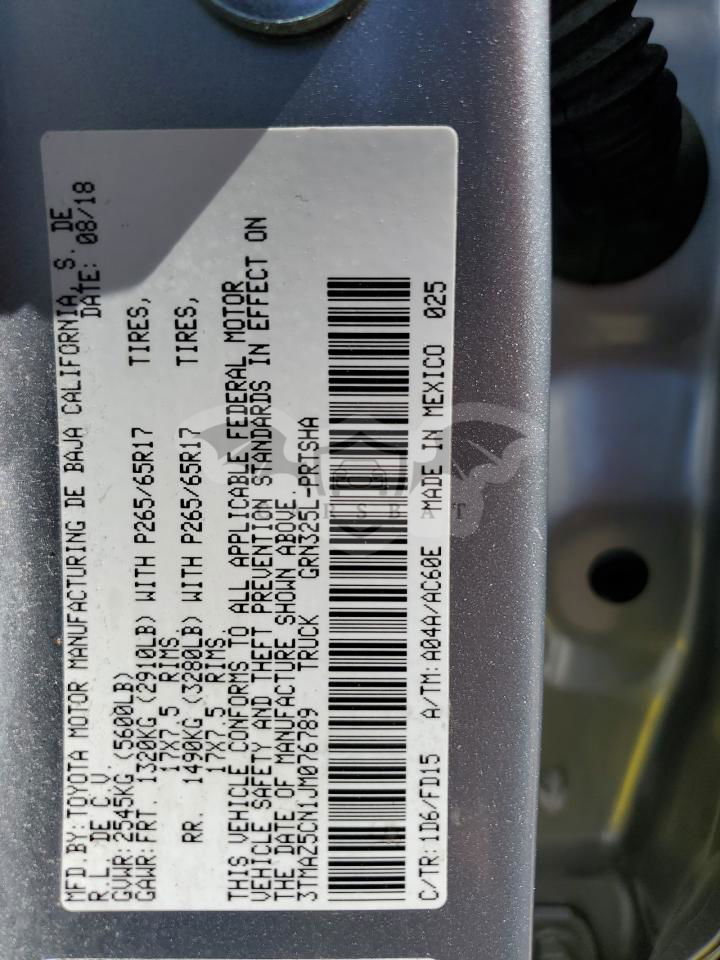 MFD BY: TOYOTA MOTOR MANUFACTURING DE BAJA CALIFORNIA, S. DE
R.L. DE C.V. DATE: 08/18
GVWR: 2545KG (5600LB)
GAWR: FRT. 1320KG (2910LB) WITH P265/65R17 TIRES,
17X7.5 RIMS.
RR. 1490KG (3280LB) WITH P265/65R17 TIRES,
17X7.5 RIMS.
THIS VEHICLE CONFORMS TO ALL APPLICABLE FEDERAL MOTOR
VEHICLE SAFETY AND THEFT PREVENTION STANDARDS IN EFFECT ON
THE DATE OF MANUFACTURE SHOWN ABOVE.
3TMAZ5CN1JM076789 TRUCK GRN325L-PRTSHA
C/TR: 1D6/FD15 A/TM: A04A/AC60E MADE IN MEXICO 025